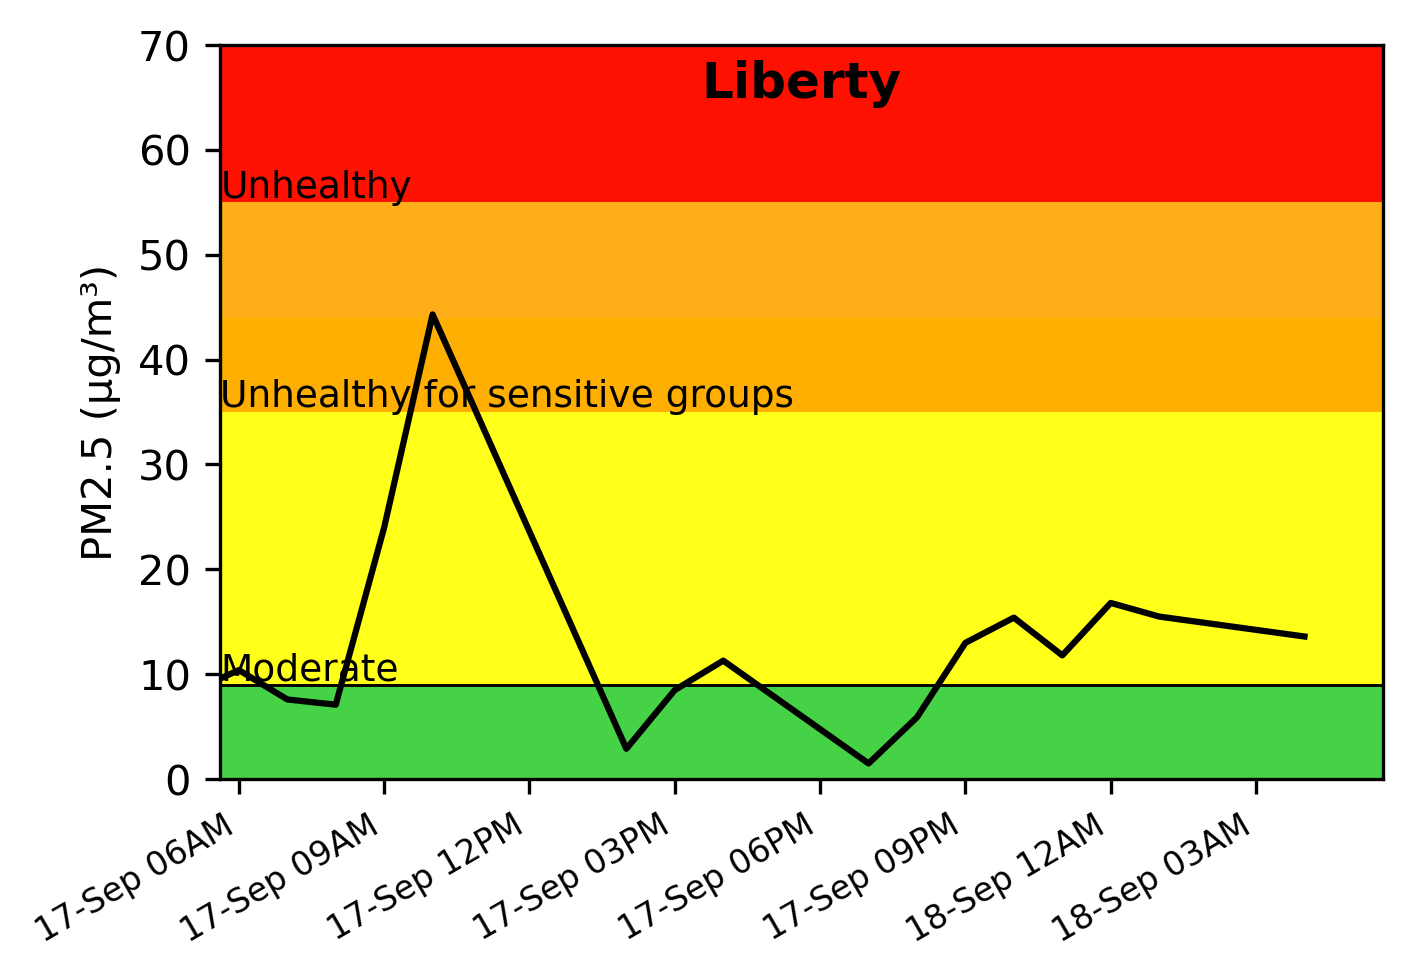 Liberty
PM2.5 (µg/m³)
70
60
50
40
30
20
10
0
Unhealthy
Unhealthy for sensitive groups
Moderate
17-Sep 06AM
17-Sep 09AM
17-Sep 12PM
17-Sep 03PM
17-Sep 06PM
17-Sep 09PM
18-Sep 12AM
18-Sep 03AM